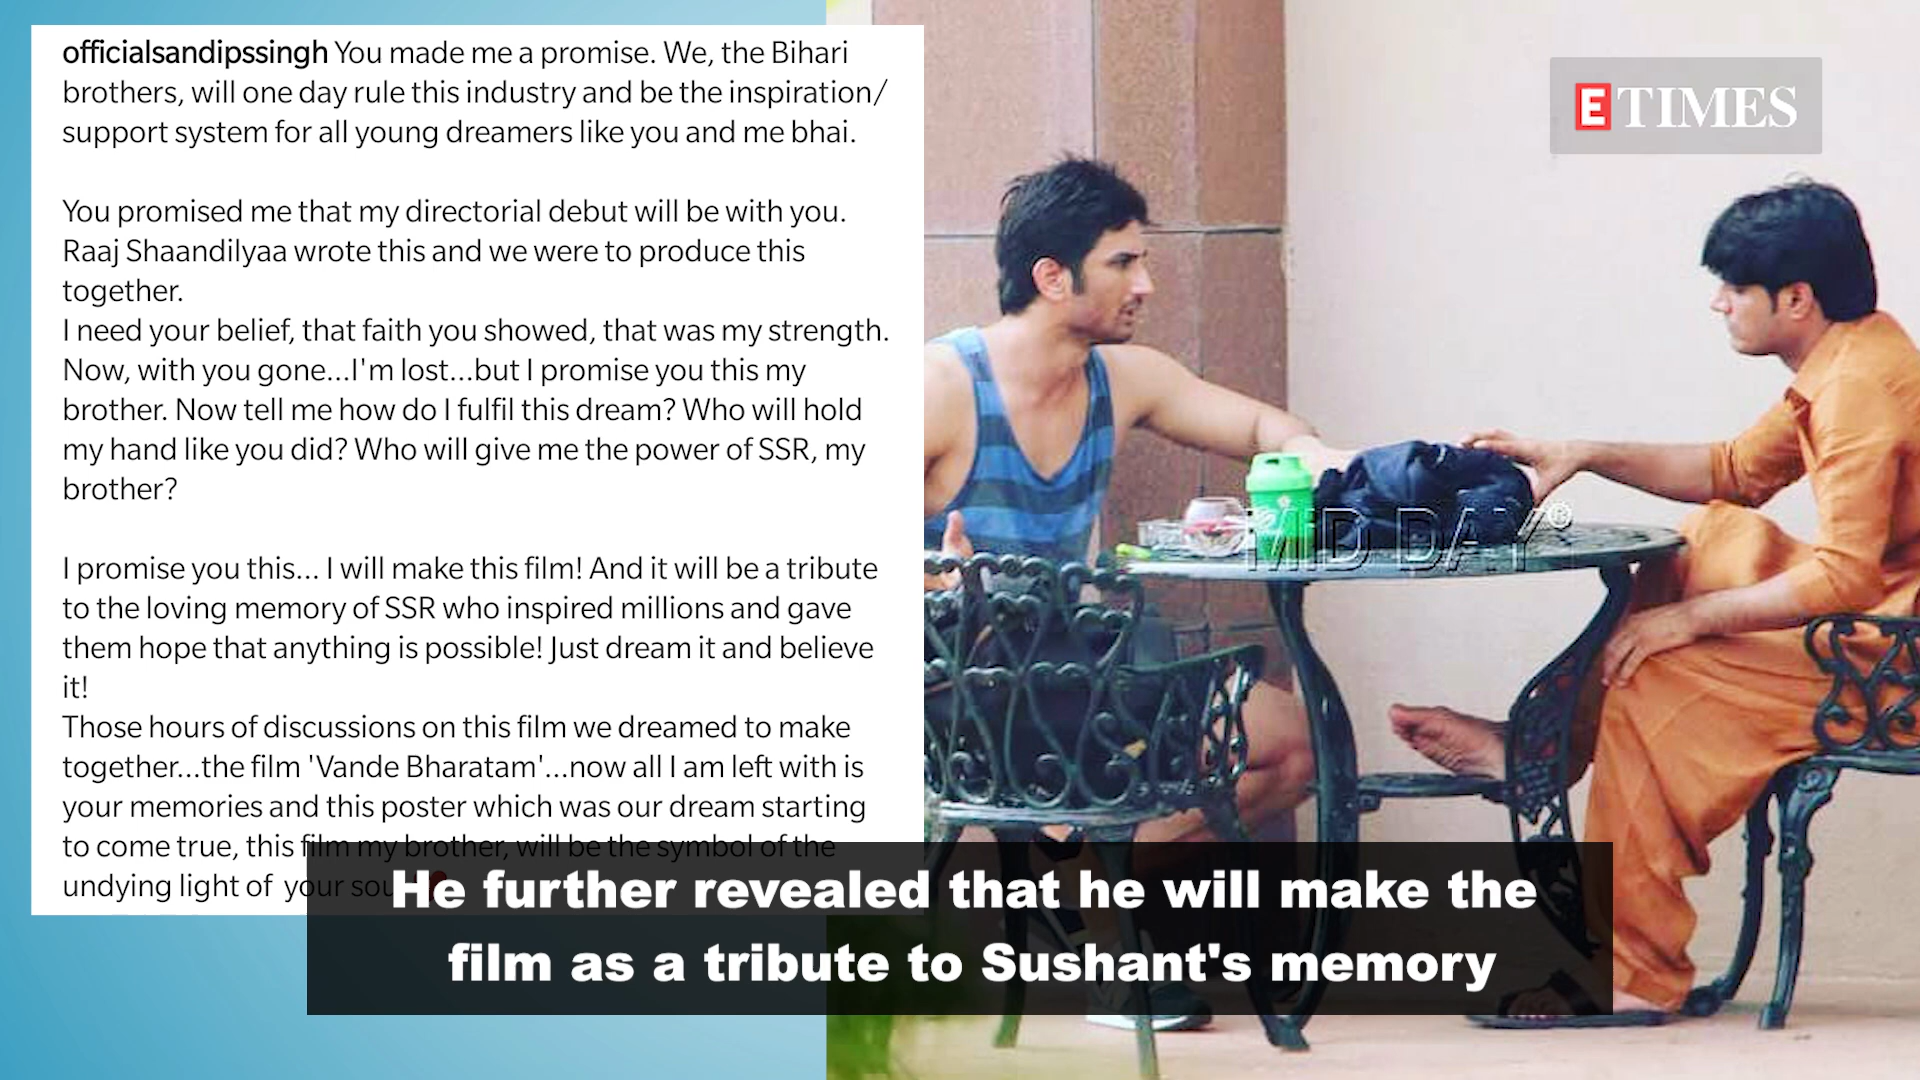 officialsandipssingh You made me a promise. We, the Bihari
brothers, will one day rule this industry and be the inspiration/
support system for all young dreamers like you and me bhai.
You promised me that my directorial debut will be with you.
Raaj Shaandilyaa wrote this and we were to produce this
together.
I need your belief, that faith you showed, that was my strength.
Now, with you gone...I'm lost...but I promise you this my
brother. Now tell me how do I fulfil this dream? Who will hold
my hand like you did? Who will give me the power of SSR, my
brother?
I promise you this... I will make this film! And it will be a tribute
to the loving memory of SSR who inspired millions and gave
them hope that anything is possible! Just dream it and believe
it!
Those hours of discussions on this film we dreamed to make
together...the film 'Vande Bharatam'...now all I am left with is
your memories and this poster which was our dream starting
to come true, this film my brother, will be the symbol of the
undying light of your
E TIMES
MiD DAY®
He further revealed that he will make the
film as a tribute to Sushant's memory